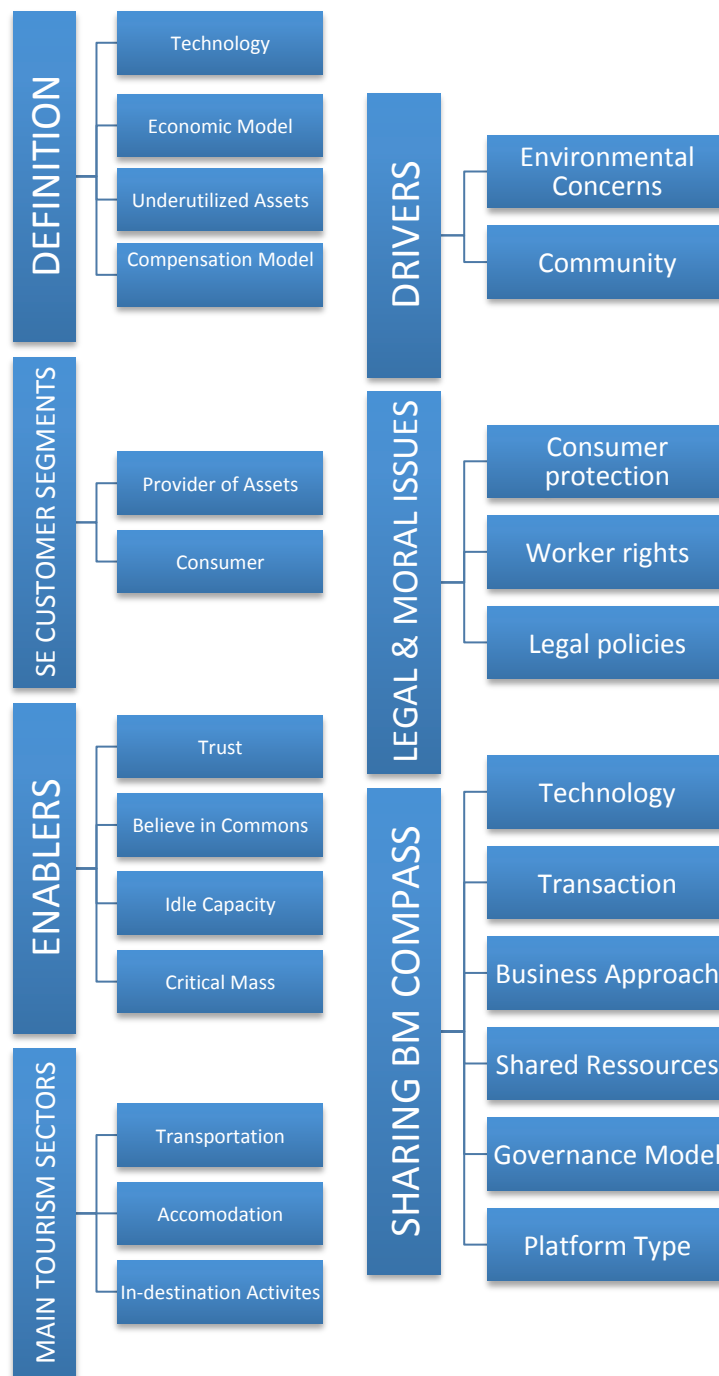 DEFINITION
Technology
Economic Model
Underutilized Assets
Compensation Model
SE CUSTOMER SEGMENTS
Provider of Assets
Consumer
ENABLERS
Trust
Believe in Commons
Idle Capacity
Critical Mass
MAIN TOURISM SECTORS
Transportation
Accomodation
In-destination Activites
DRIVERS
Environmental
Concerns
Community
LEGAL & MORAL ISSUES
Consumer
protection
Worker rights
Legal policies
SHARING BM COMPASS
Technology
Transaction
Business Approach
Shared Ressources
Governance Model
Platform Type